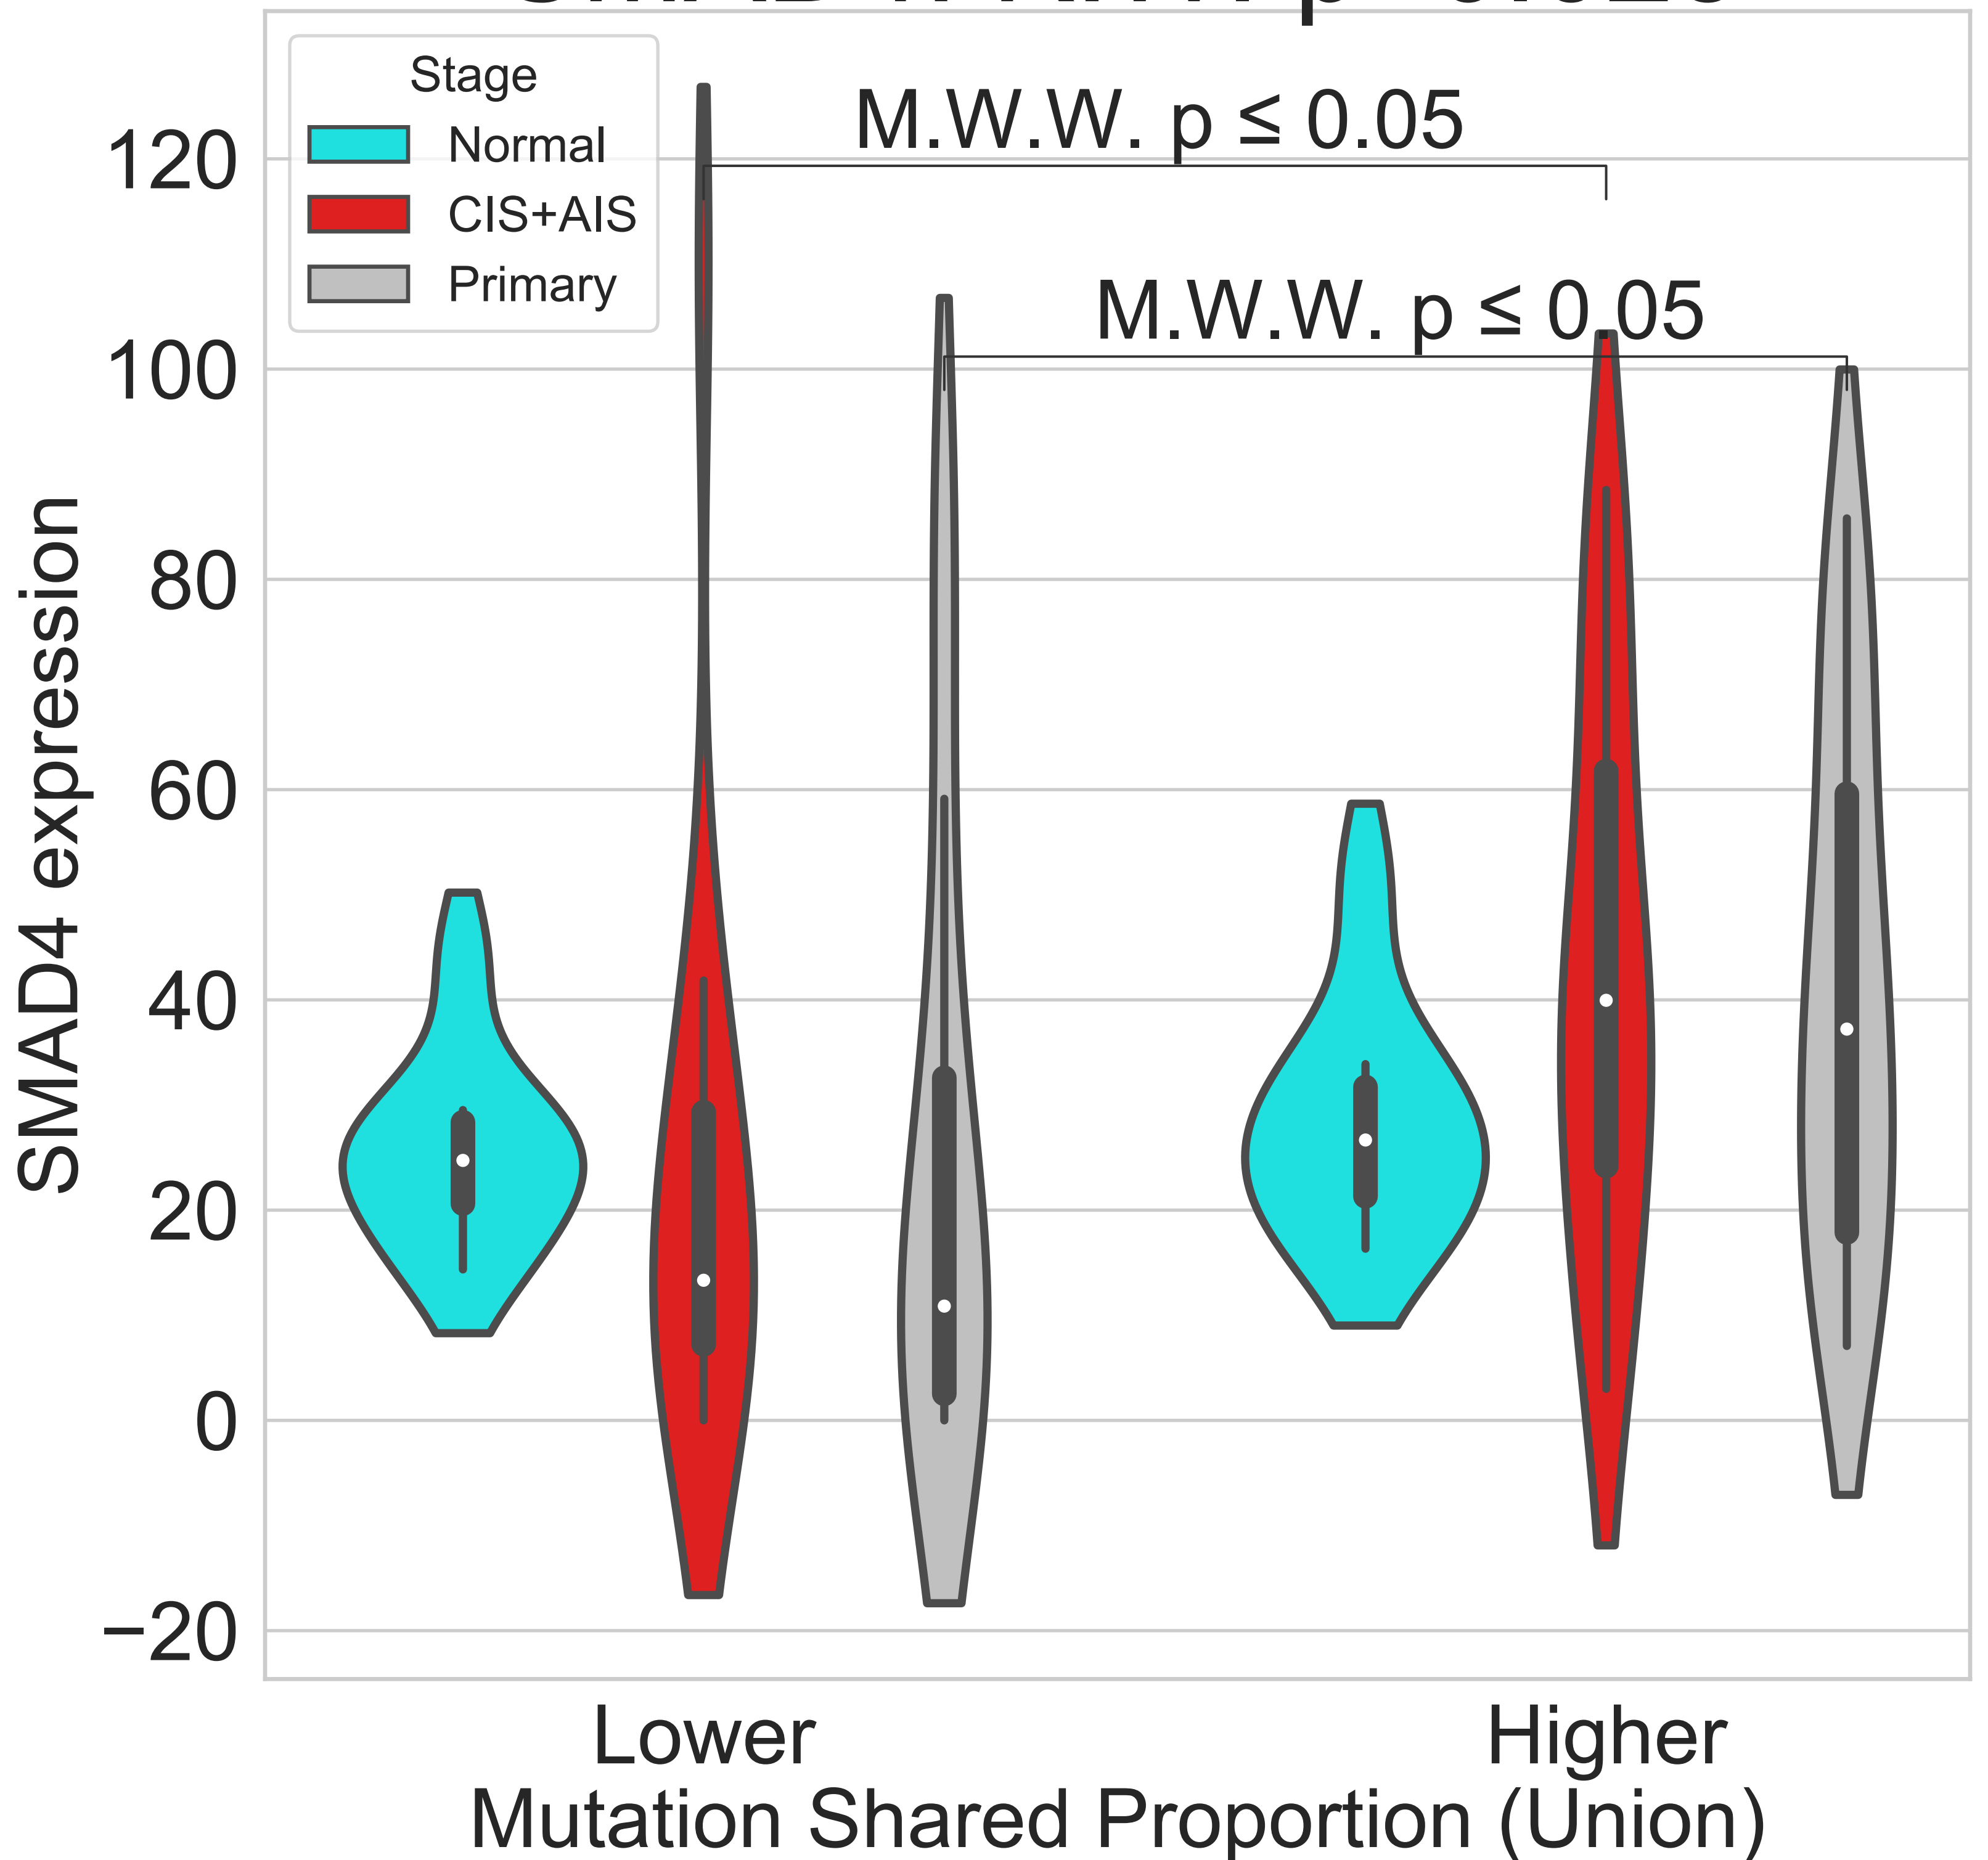 Stage
Normal
CIS+AIS
Primary
M.W.W. p ≤ 0.05
M.W.W. p ≤ 0.05
120
100
80
60
40
20
0
−20
SMAD4 expression
Lower
Higher
Mutation Shared Proportion (Union)